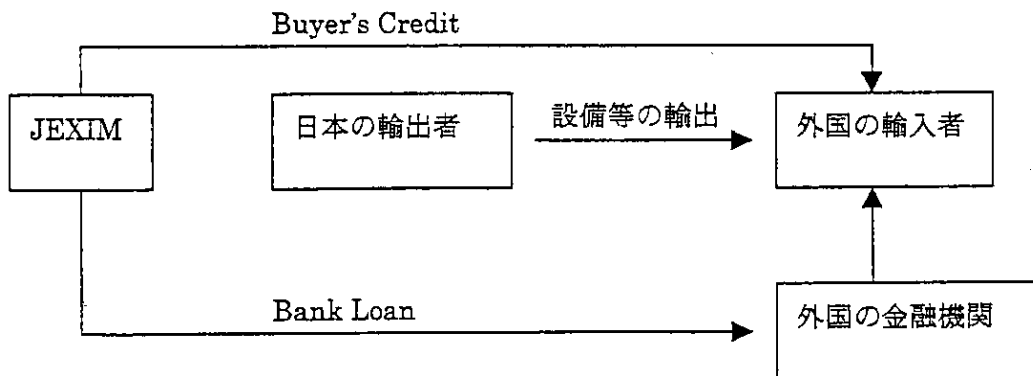 Buyer's Credit
JEXIM
日本の輸出者
設備等の輸出
外国の輸入者
Bank Loan
外国の金融機関